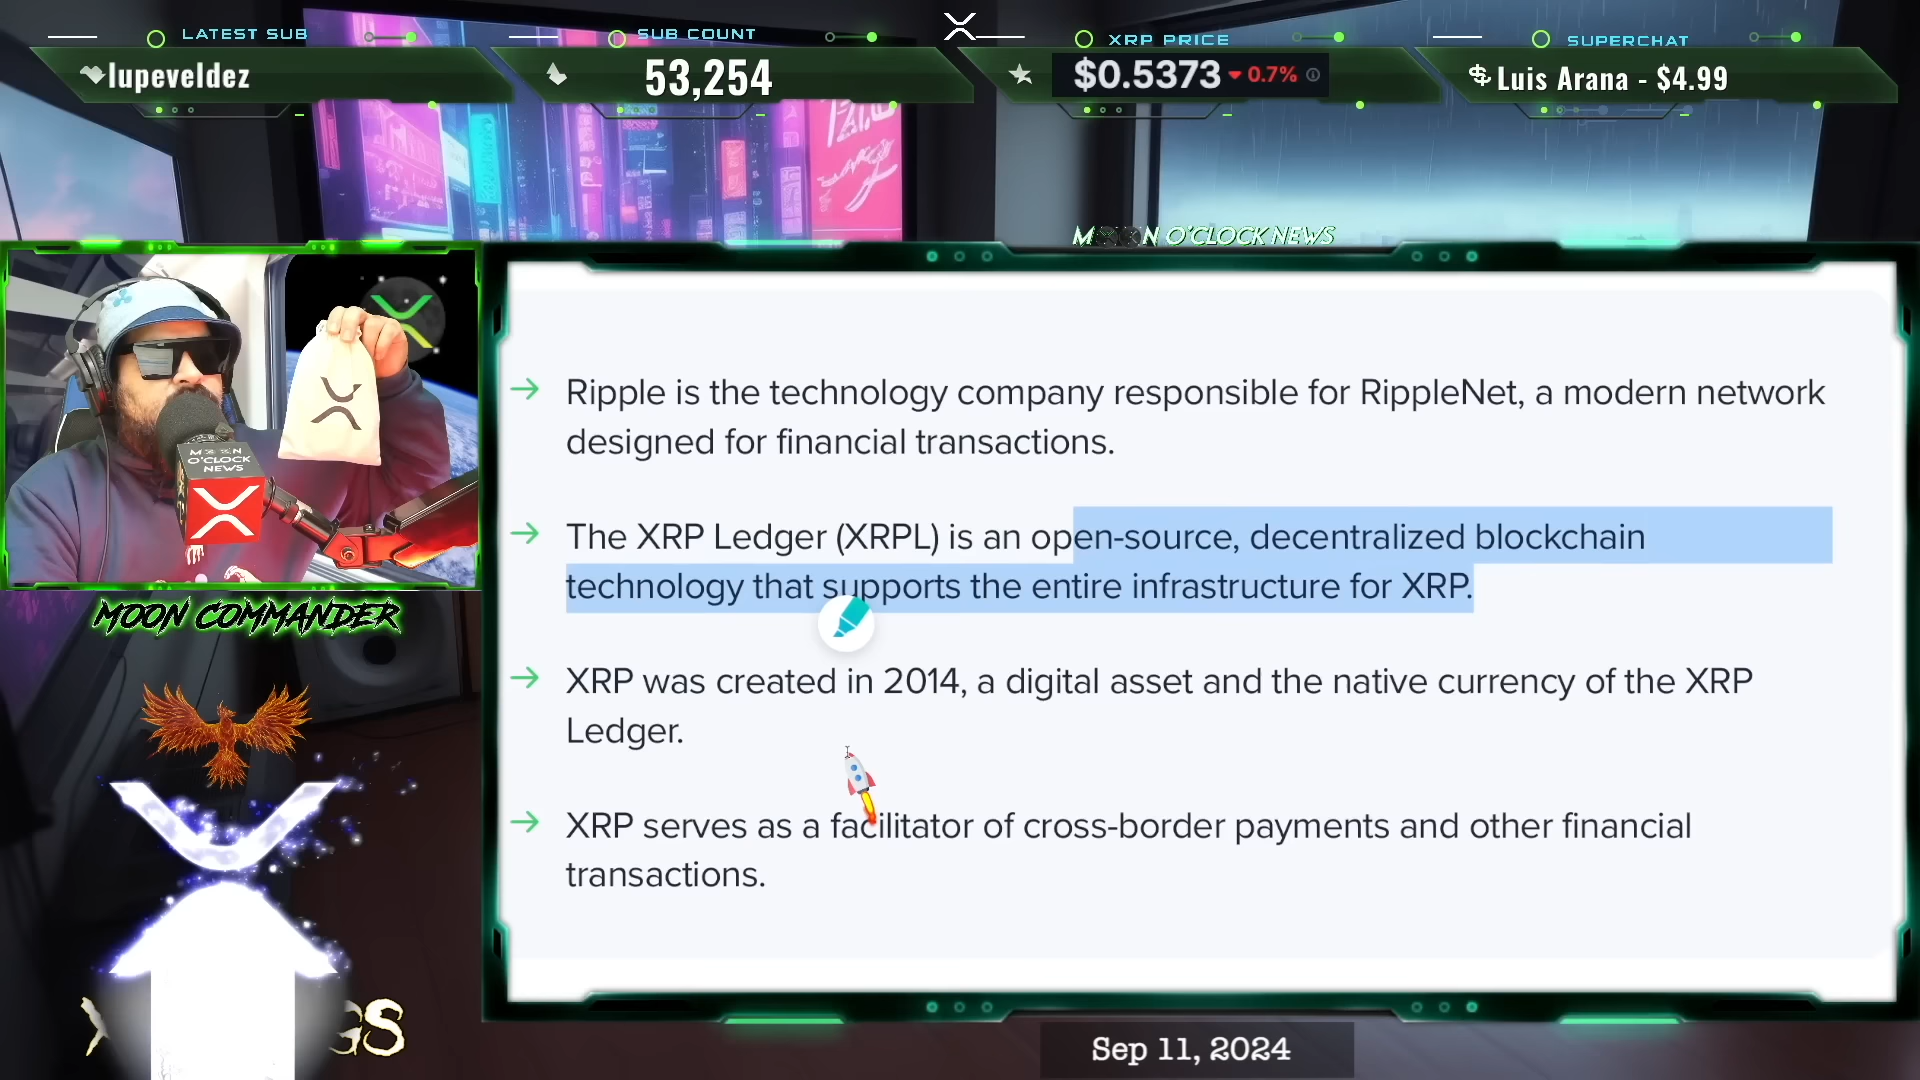 LATEST SUB
lupeveldez
SUB COUNT
53,254
XRP PRICE
$0.5373 0.7%
SUPERCHAT
Luis Arana - $4.99
O'CLOCK NEWS
O'CLOCK
NEWS
MOON COMMANDER
Ripple is the technology company responsible for RippleNet, a modern network
designed for financial transactions.
The XRP Ledger (XRPL) is an open-source, decentralized blockchain
technology that supports the entire infrastructure for XRP.
XRP was created in 2014, a digital asset and the native currency of the XRP
Ledger.
XRP serves as a facilitator of cross-border payments and other financial
transactions.
Sep 11, 2024